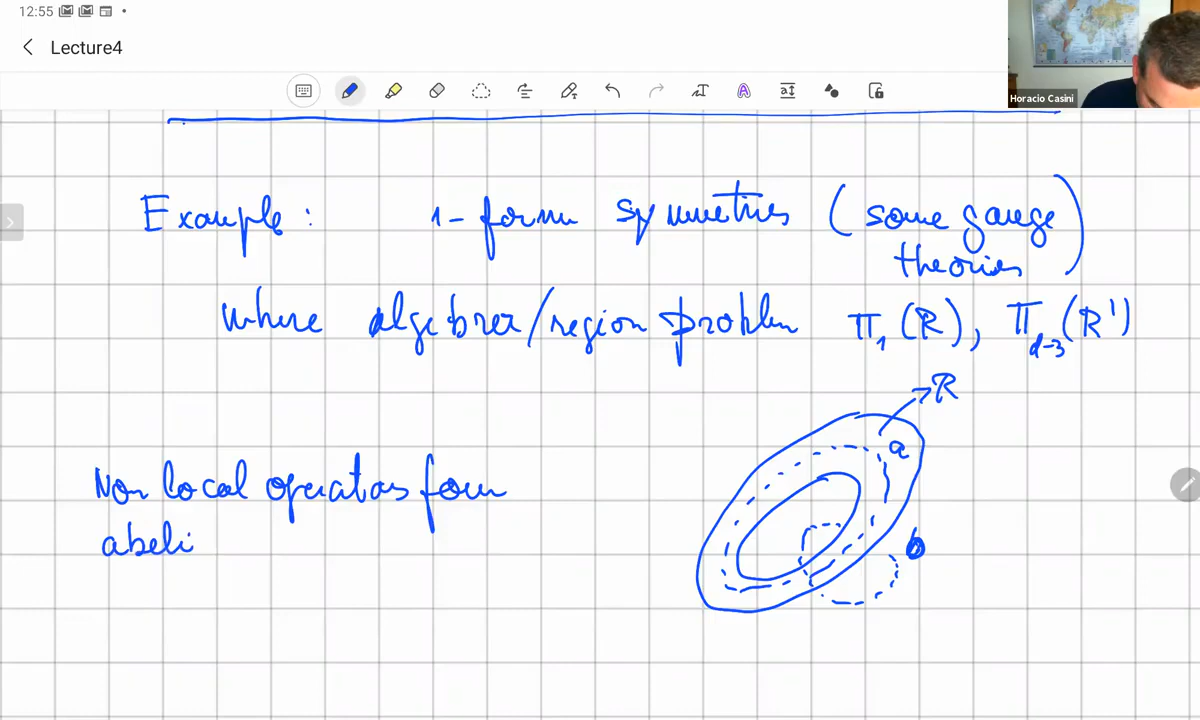 12:55
Lecture4
Horacio Casini
Example: 1-form symmetries (some gauge
theories)
where algebra/region problem π₁(R), π_{d-3}(R')
R
a
Non local operators form
abeli
b